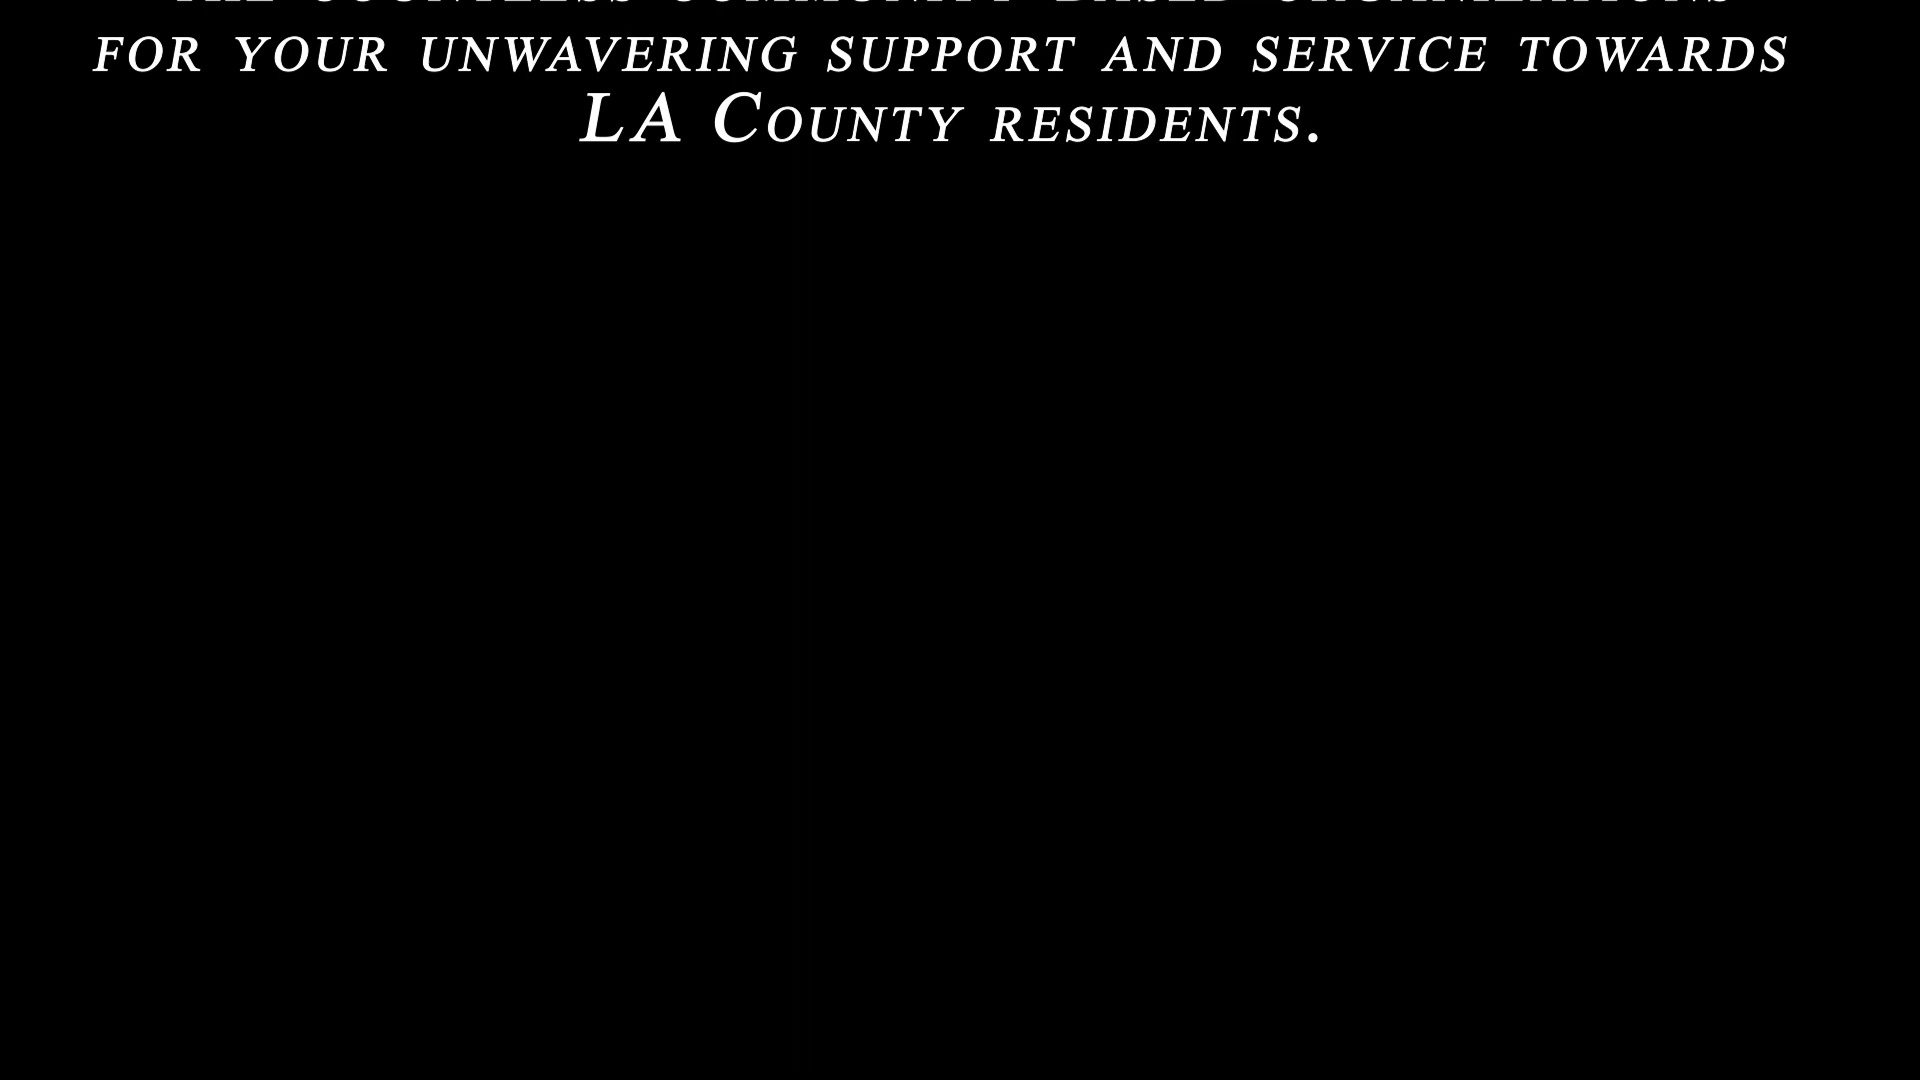 for your unwavering support and service towards
LA County residents.